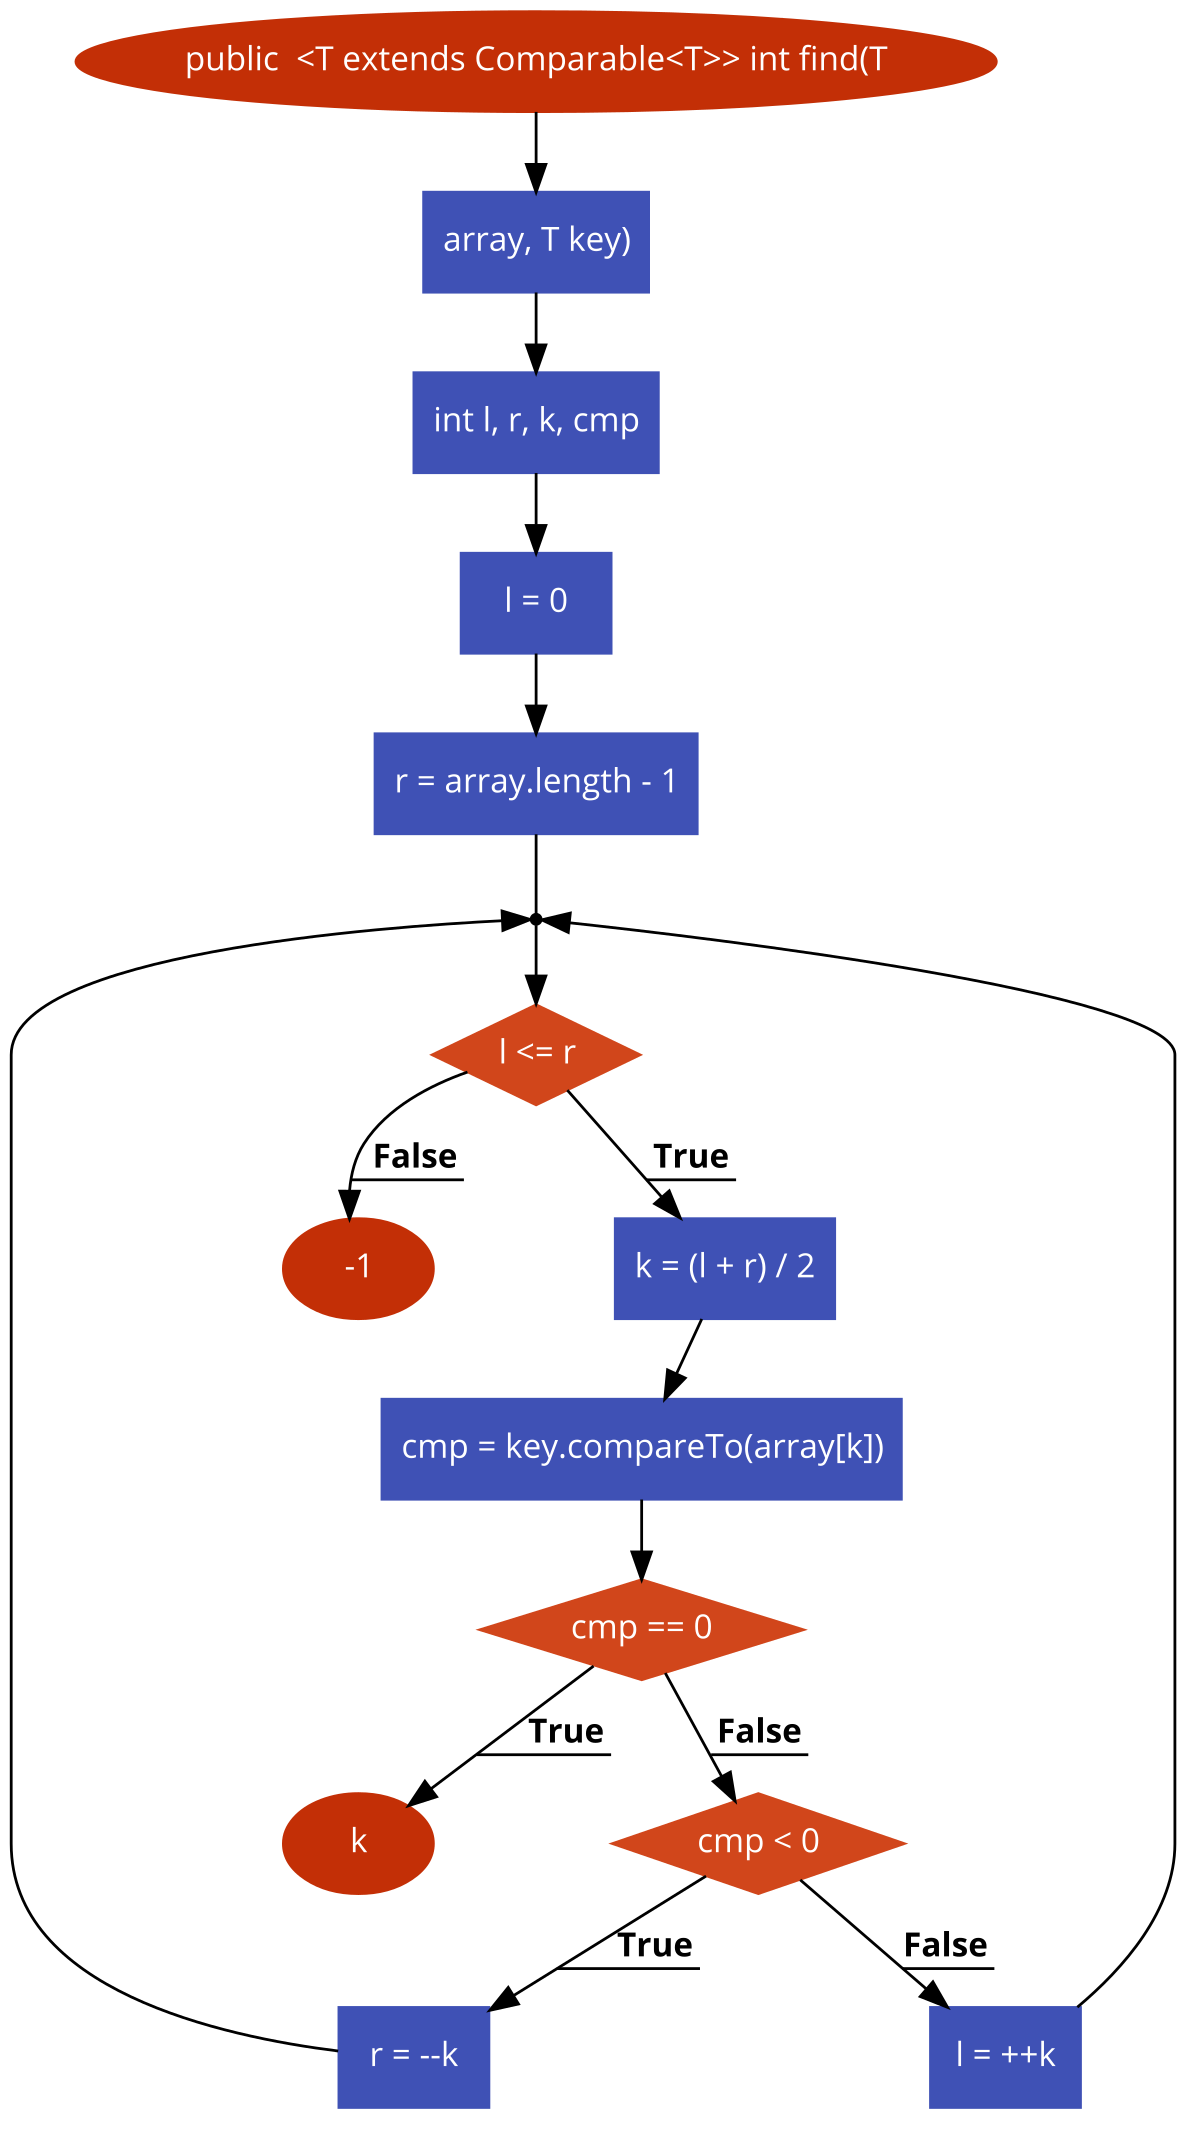 public  <T extends Comparable<T>> int find(T
array, T key)
int l, r, k, cmp
l = 0
r = array.length - 1
l <= r
False
True
-1
k = (l + r) / 2
cmp = key.compareTo(array[k])
cmp == 0
True
False
k
cmp < 0
True
False
r = --k
l = ++k